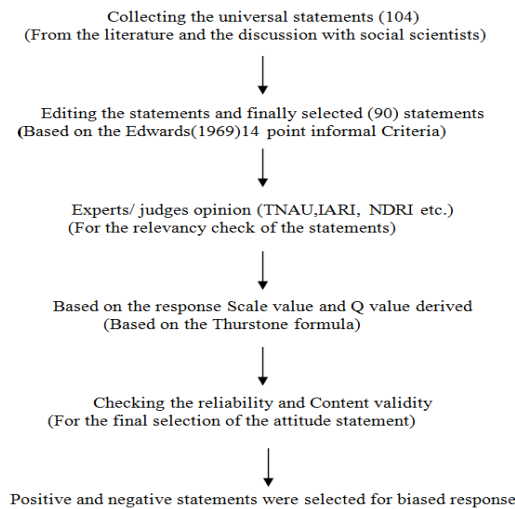 Collecting the universal statements (104)
(From the literature and the discussion with social scientists)
Editing the statements and finally selected (90) statements
(Based on the Edwards(1969)14 point informal Criteria)
Experts/ judges opinion (TNAU,IARI, NDRI etc.)
(For the relevancy check of the statements)
Based on the response Scale value and Q value derived
(Based on the Thurstone formula)
Checking the reliability and Content validity
(For the final selection of the attitude statement)
Positive and negative statements were selected for biased response